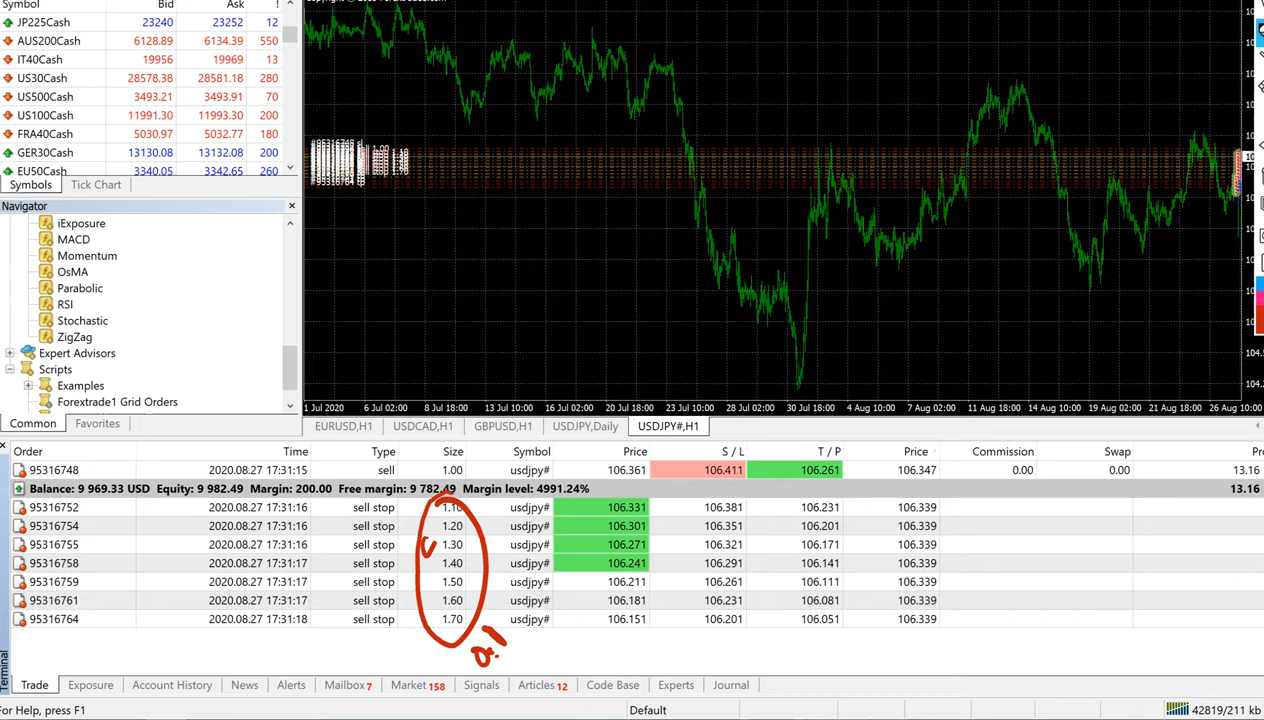 Symbol Bid Ask !
JP225Cash 23240 23252 12
AUS200Cash 6128.89 6134.39 550
IT40Cash 19956 19969 13
US30Cash 28578.38 28581.18 280
US500Cash 3493.21 3493.91 70
US100Cash 11991.30 11993.30 200
FRA40Cash 5030.97 5032.77 180
GER30Cash 13130.08 13132.08 200
EU50Cash 3340.05 3342.65 260
Symbols Tick Chart
Navigator
iExposure
MACD
Momentum
OsMA
Parabolic
RSI
Stochastic
ZigZag
Expert Advisors
Scripts
Examples
Forextrade1 Grid Orders
Common Favorites
1 Jul 2020 6 Jul 02:00 8 Jul 18:00 13 Jul 10:00 16 Jul 02:00 20 Jul 18:00 23 Jul 10:00 28 Jul 02:00 30 Jul 18:00 4 Aug 10:00 7 Aug 02:00 11 Aug 18:00 14 Aug 10:00 19 Aug 02:00 21 Aug 18:00 26 Aug 10:00
EURUSD,H1 USDCAD,H1 GBPUSD,H1 USDJPY,Daily USDJPY#,H1
Order Time Type Size Symbol Price S / L T / P Price Commission Swap Pro
95316748 2020.08.27 17:31:15 sell 1.00 usdjpy# 106.361 106.411 106.261 106.347 0.00 0.00 13.16
Balance: 9 969.33 USD Equity: 9 982.49 Margin: 200.00 Free margin: 9 782.49 Margin level: 4991.24% 13.16
95316752 2020.08.27 17:31:16 sell stop 1.10 usdjpy# 106.331 106.381 106.231 106.339
95316754 2020.08.27 17:31:16 sell stop 1.20 usdjpy# 106.301 106.351 106.201 106.339
95316755 2020.08.27 17:31:16 sell stop 1.30 usdjpy# 106.271 106.321 106.171 106.339
95316758 2020.08.27 17:31:17 sell stop 1.40 usdjpy# 106.241 106.291 106.141 106.339
95316759 2020.08.27 17:31:17 sell stop 1.50 usdjpy# 106.211 106.261 106.111 106.339
95316761 2020.08.27 17:31:17 sell stop 1.60 usdjpy# 106.181 106.231 106.081 106.339
95316764 2020.08.27 17:31:18 sell stop 1.70 usdjpy# 106.151 106.201 106.051 106.339
0.1
Terminal
Trade Exposure Account History News Alerts Mailbox 7 Market 158 Signals Articles 12 Code Base Experts Journal
For Help, press F1 Default 42819/211 kb